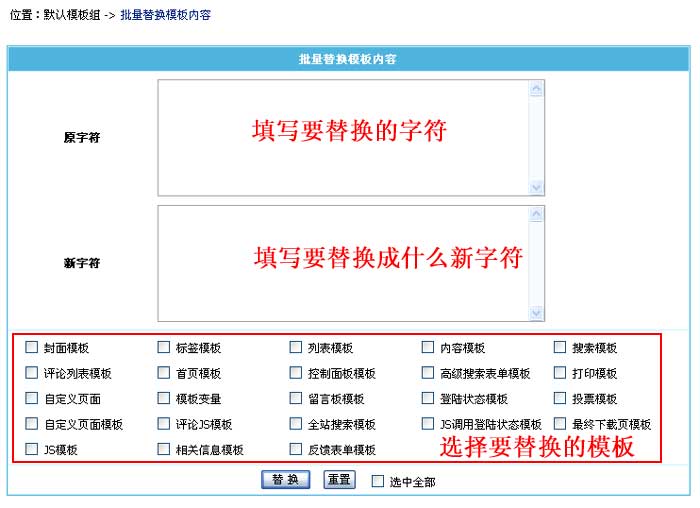 位置：默认模板组 -> 批量替换模板内容
批量替换模板内容
原字符
填写要替换的字符
新字符
填写要替换成什么新字符
封面模板 标签模板 列表模板 内容模板 搜索模板
评论列表模板 首页模板 控制面板模板 高级搜索表单模板 打印模板
自定义页面 模板变量 留言板模板 登陆状态模板 投票模板
自定义页面模板 评论JS模板 全站搜索模板 JS调用登陆状态模板 最终下载页模板
JS模板 相关信息模板 反馈表单模板 选择要替换的模板
替 换 重置 选中全部